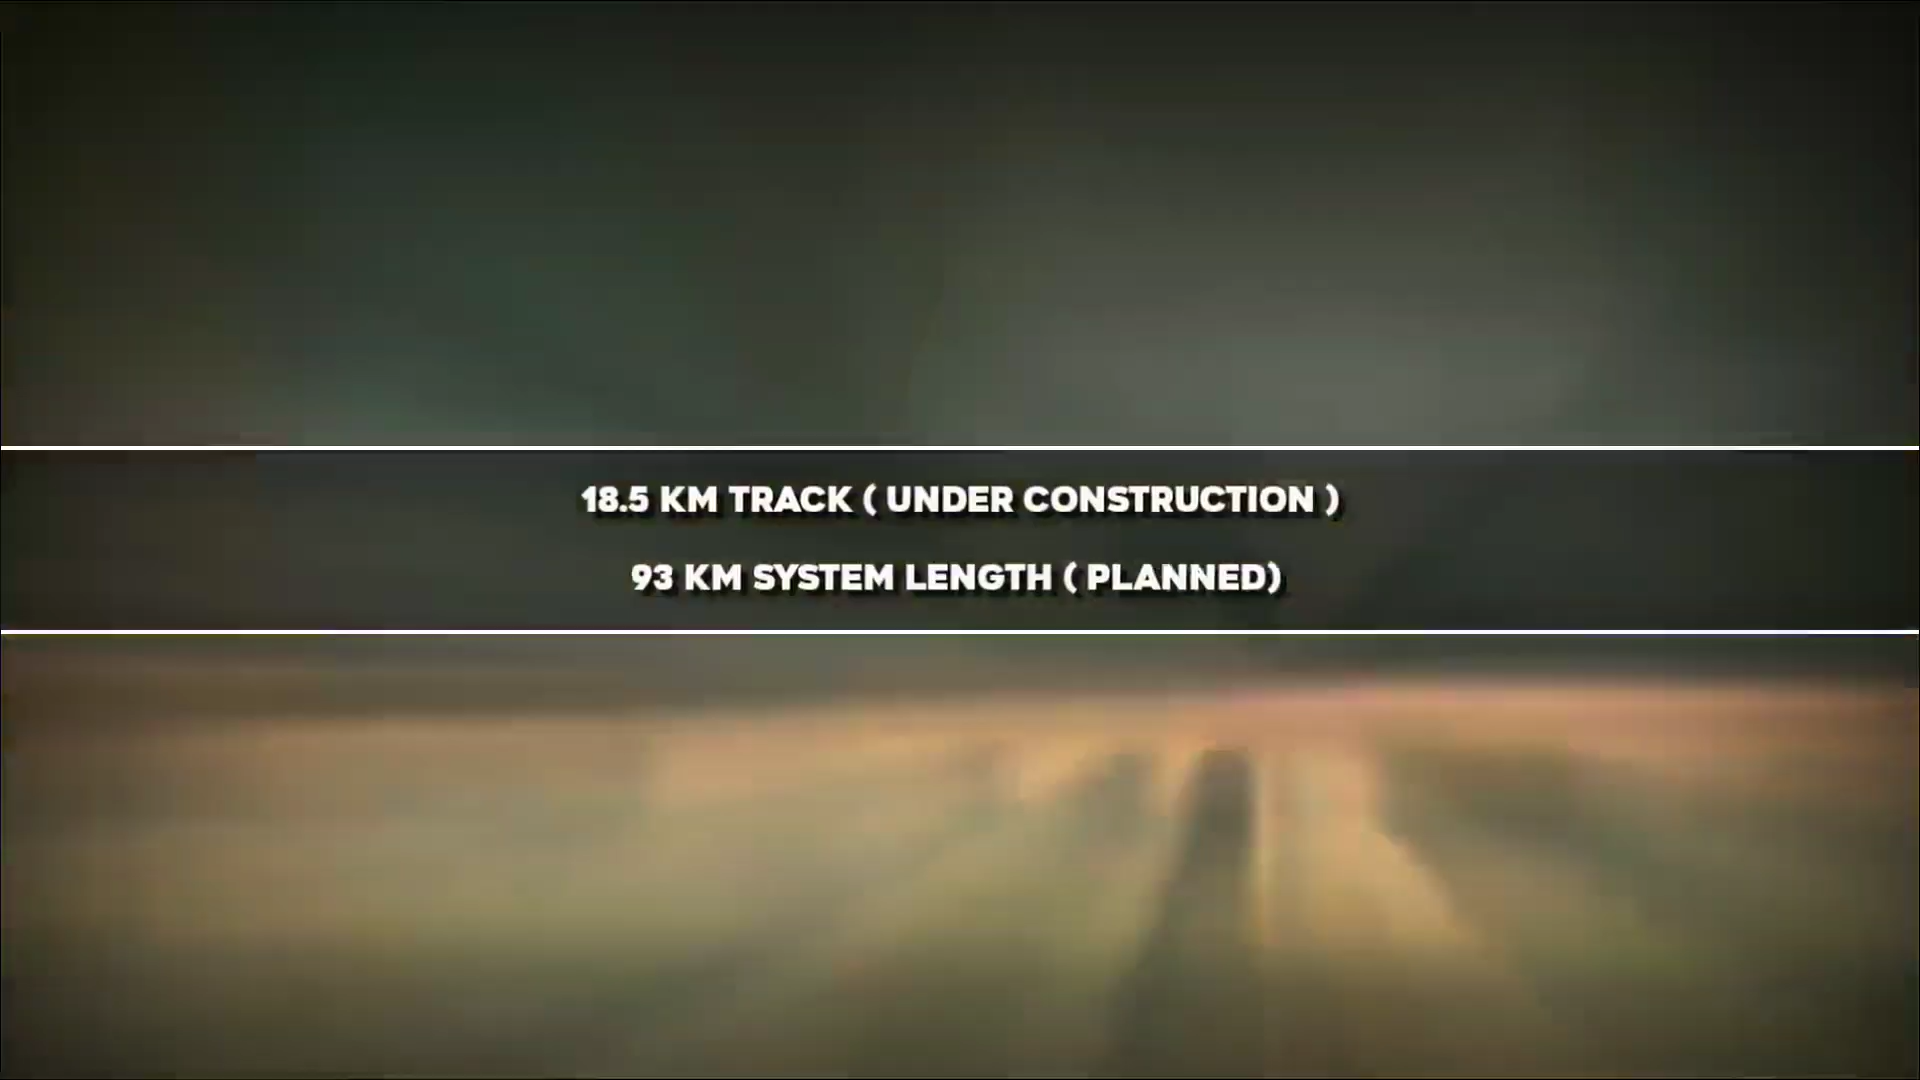 18.5 KM TRACK ( UNDER CONSTRUCTION )
93 KM SYSTEM LENGTH ( PLANNED)